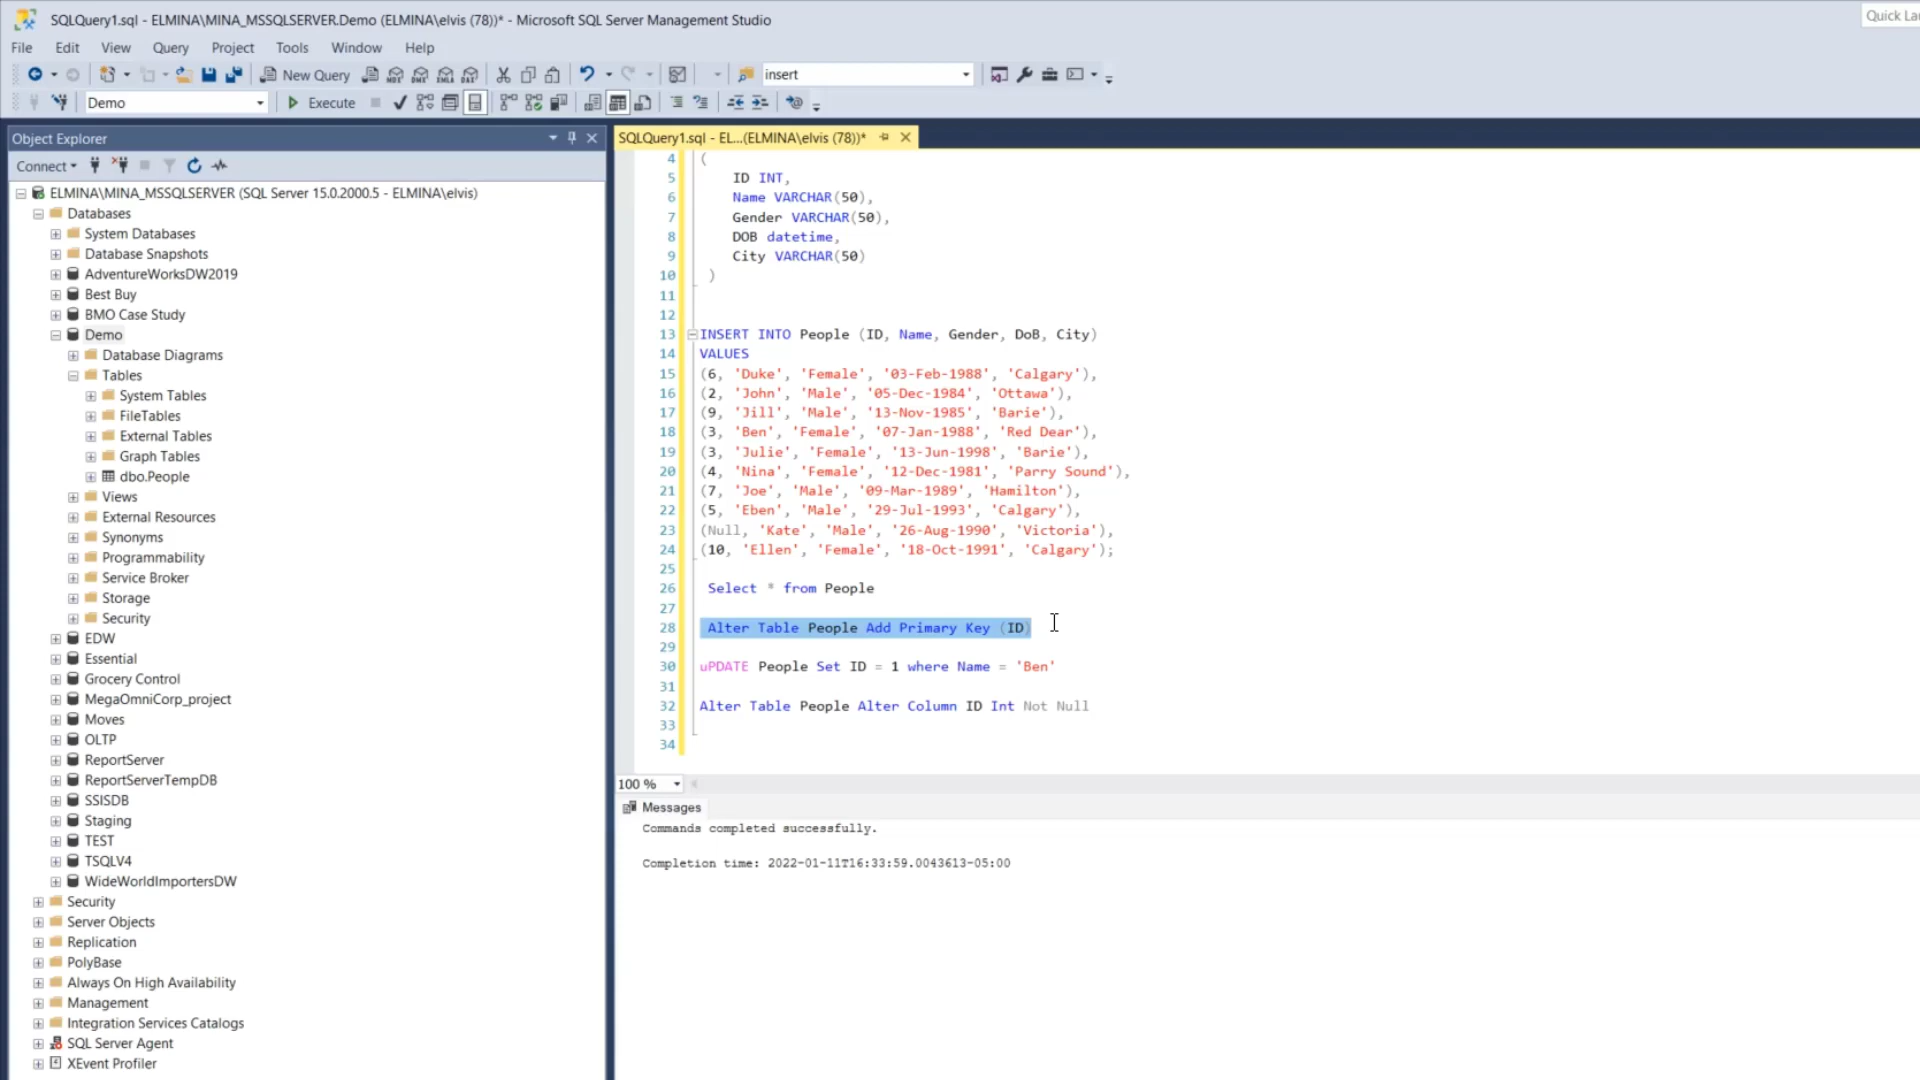 SQLQuery1.sql - ELMINA\MINA_MSSQLSERVER.Demo (ELMINA\elvis (78))* - Microsoft SQL Server Management Studio
Quick La
File Edit View Query Project Tools Window Help
New Query
insert
Demo
Execute
Object Explorer
Connect
ELMINA\MINA_MSSQLSERVER (SQL Server 15.0.2000.5 - ELMINA\elvis)
Databases
System Databases
Database Snapshots
AdventureWorksDW2019
Best Buy
BMO Case Study
Demo
Database Diagrams
Tables
System Tables
FileTables
External Tables
Graph Tables
dbo.People
Views
External Resources
Synonyms
Programmability
Service Broker
Storage
Security
EDW
Essential
Grocery Control
MegaOmniCorp_project
Moves
OLTP
ReportServer
ReportServerTempDB
SSISDB
Staging
TEST
TSQLV4
WideWorldImportersDW
Security
Server Objects
Replication
PolyBase
Always On High Availability
Management
Integration Services Catalogs
SQL Server Agent
XEvent Profiler
SQLQuery1.sql - EL...(ELMINA\elvis (78))*
4 (
5 ID INT,
6 Name VARCHAR(50),
7 Gender VARCHAR(50),
8 DOB datetime,
9 City VARCHAR(50)
10 )
11
12
13 INSERT INTO People (ID, Name, Gender, DoB, City)
14 VALUES
15 (6, 'Duke', 'Female', '03-Feb-1988', 'Calgary'),
16 (2, 'John', 'Male', '05-Dec-1984', 'Ottawa'),
17 (9, 'Jill', 'Male', '13-Nov-1985', 'Barie'),
18 (3, 'Ben', 'Female', '07-Jan-1988', 'Red Dear'),
19 (3, 'Julie', 'Female', '13-Jun-1998', 'Barie'),
20 (4, 'Nina', 'Female', '12-Dec-1981', 'Parry Sound'),
21 (7, 'Joe', 'Male', '09-Mar-1989', 'Hamilton'),
22 (5, 'Eben', 'Male', '29-Jul-1993', 'Calgary'),
23 (Null, 'Kate', 'Male', '26-Aug-1990', 'Victoria'),
24 (10, 'Ellen', 'Female', '18-Oct-1991', 'Calgary');
25
26 Select * from People
27
28 Alter Table People Add Primary Key (ID)
29
30 uPDATE People Set ID = 1 where Name = 'Ben'
31
32 Alter Table People Alter Column ID Int Not Null
33
34
100 %
Messages
Commands completed successfully.
Completion time: 2022-01-11T16:33:59.0043613-05:00